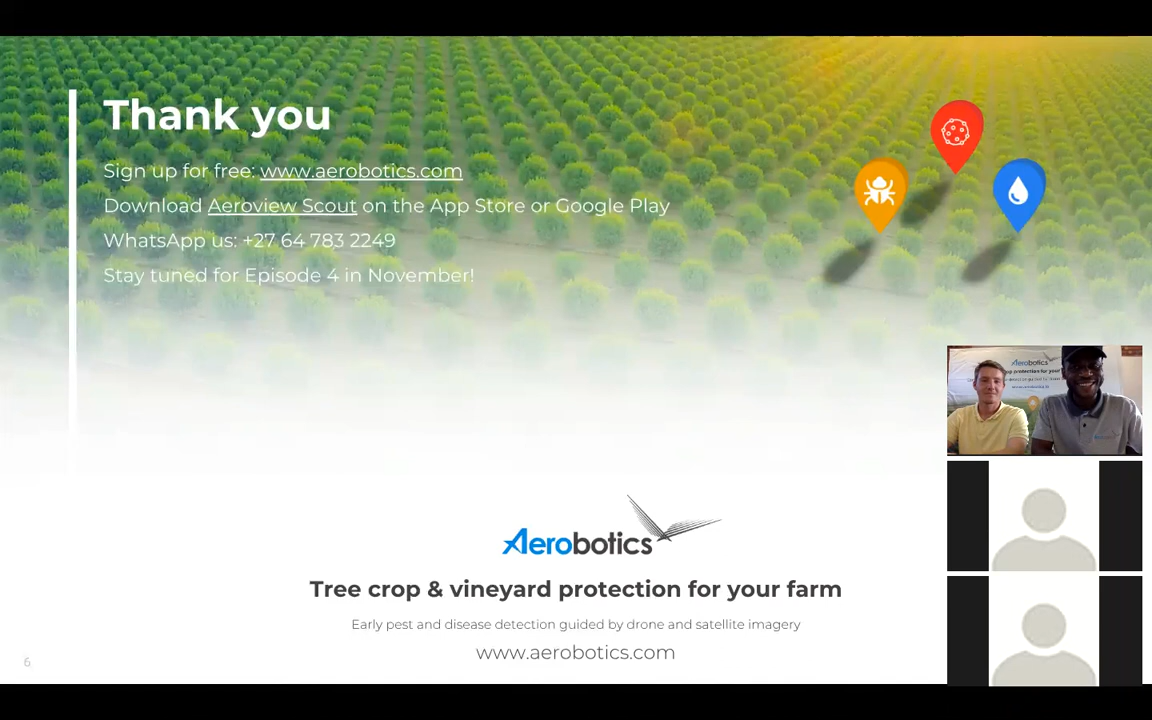 Thank you
Sign up for free: www.aerobotics.com
Download Aeroview Scout on the App Store or Google Play
WhatsApp us: +27 64 783 2249
Stay tuned for Episode 4 in November!
Aerobotics
Aerobotics
Tree crop & vineyard protection for your farm
Early pest and disease detection guided by drone and satellite imagery
www.aerobotics.com
6